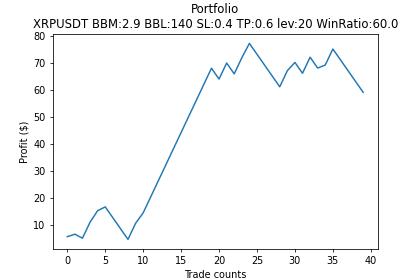 Portfolio
XRPUSDT BBM:2.9 BBL:140 SL:0.4 TP:0.6 lev:20 WinRatio:60.0
80
70
60
50
40
30
20
10
Profit ($)
0 5 10 15 20 25 30 35 40
Trade counts